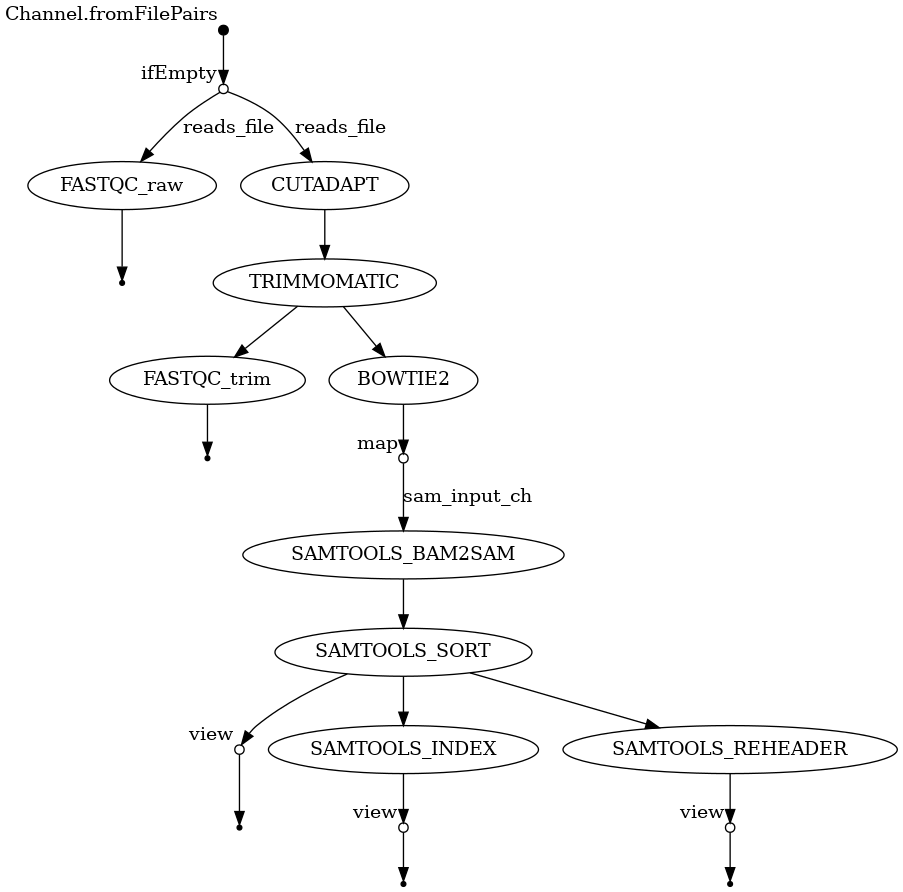 Channel.fromFilePairs
ifEmpty
reads_file
reads_file
FASTQC_raw
CUTADAPT
TRIMMOMATIC
FASTQC_trim
BOWTIE2
map
sam_input_ch
SAMTOOLS_BAM2SAM
SAMTOOLS_SORT
view
SAMTOOLS_INDEX
SAMTOOLS_REHEADER
view
view